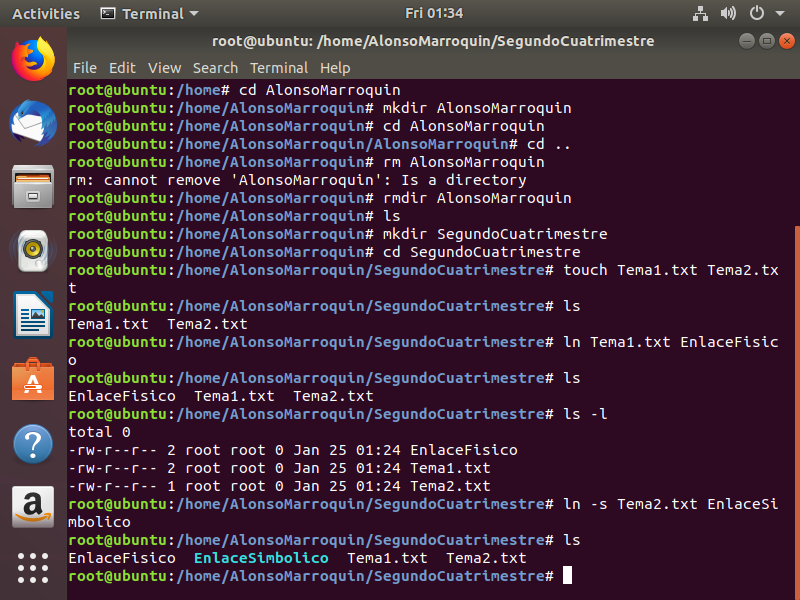 Activities Terminal Fri 01:34
root@ubuntu: /home/AlonsoMarroquin/SegundoCuatrimestre
File Edit View Search Terminal Help
root@ubuntu:/home# cd AlonsoMarroquin
root@ubuntu:/home/AlonsoMarroquin# mkdir AlonsoMarroquin
root@ubuntu:/home/AlonsoMarroquin# cd AlonsoMarroquin
root@ubuntu:/home/AlonsoMarroquin/AlonsoMarroquin# cd ..
root@ubuntu:/home/AlonsoMarroquin# rm AlonsoMarroquin
rm: cannot remove 'AlonsoMarroquin': Is a directory
root@ubuntu:/home/AlonsoMarroquin# rmdir AlonsoMarroquin
root@ubuntu:/home/AlonsoMarroquin# ls
root@ubuntu:/home/AlonsoMarroquin# mkdir SegundoCuatrimestre
root@ubuntu:/home/AlonsoMarroquin# cd SegundoCuatrimestre
root@ubuntu:/home/AlonsoMarroquin/SegundoCuatrimestre# touch Tema1.txt Tema2.tx
t
root@ubuntu:/home/AlonsoMarroquin/SegundoCuatrimestre# ls
Tema1.txt  Tema2.txt
root@ubuntu:/home/AlonsoMarroquin/SegundoCuatrimestre# ln Tema1.txt EnlaceFisic
o
root@ubuntu:/home/AlonsoMarroquin/SegundoCuatrimestre# ls
EnlaceFisico  Tema1.txt  Tema2.txt
root@ubuntu:/home/AlonsoMarroquin/SegundoCuatrimestre# ls -l
total 0
-rw-r--r-- 2 root root 0 Jan 25 01:24 EnlaceFisico
-rw-r--r-- 2 root root 0 Jan 25 01:24 Tema1.txt
-rw-r--r-- 1 root root 0 Jan 25 01:24 Tema2.txt
root@ubuntu:/home/AlonsoMarroquin/SegundoCuatrimestre# ln -s Tema2.txt EnlaceSi
mbolico
root@ubuntu:/home/AlonsoMarroquin/SegundoCuatrimestre# ls
EnlaceFisico  EnlaceSimbolico  Tema1.txt  Tema2.txt
root@ubuntu:/home/AlonsoMarroquin/SegundoCuatrimestre#